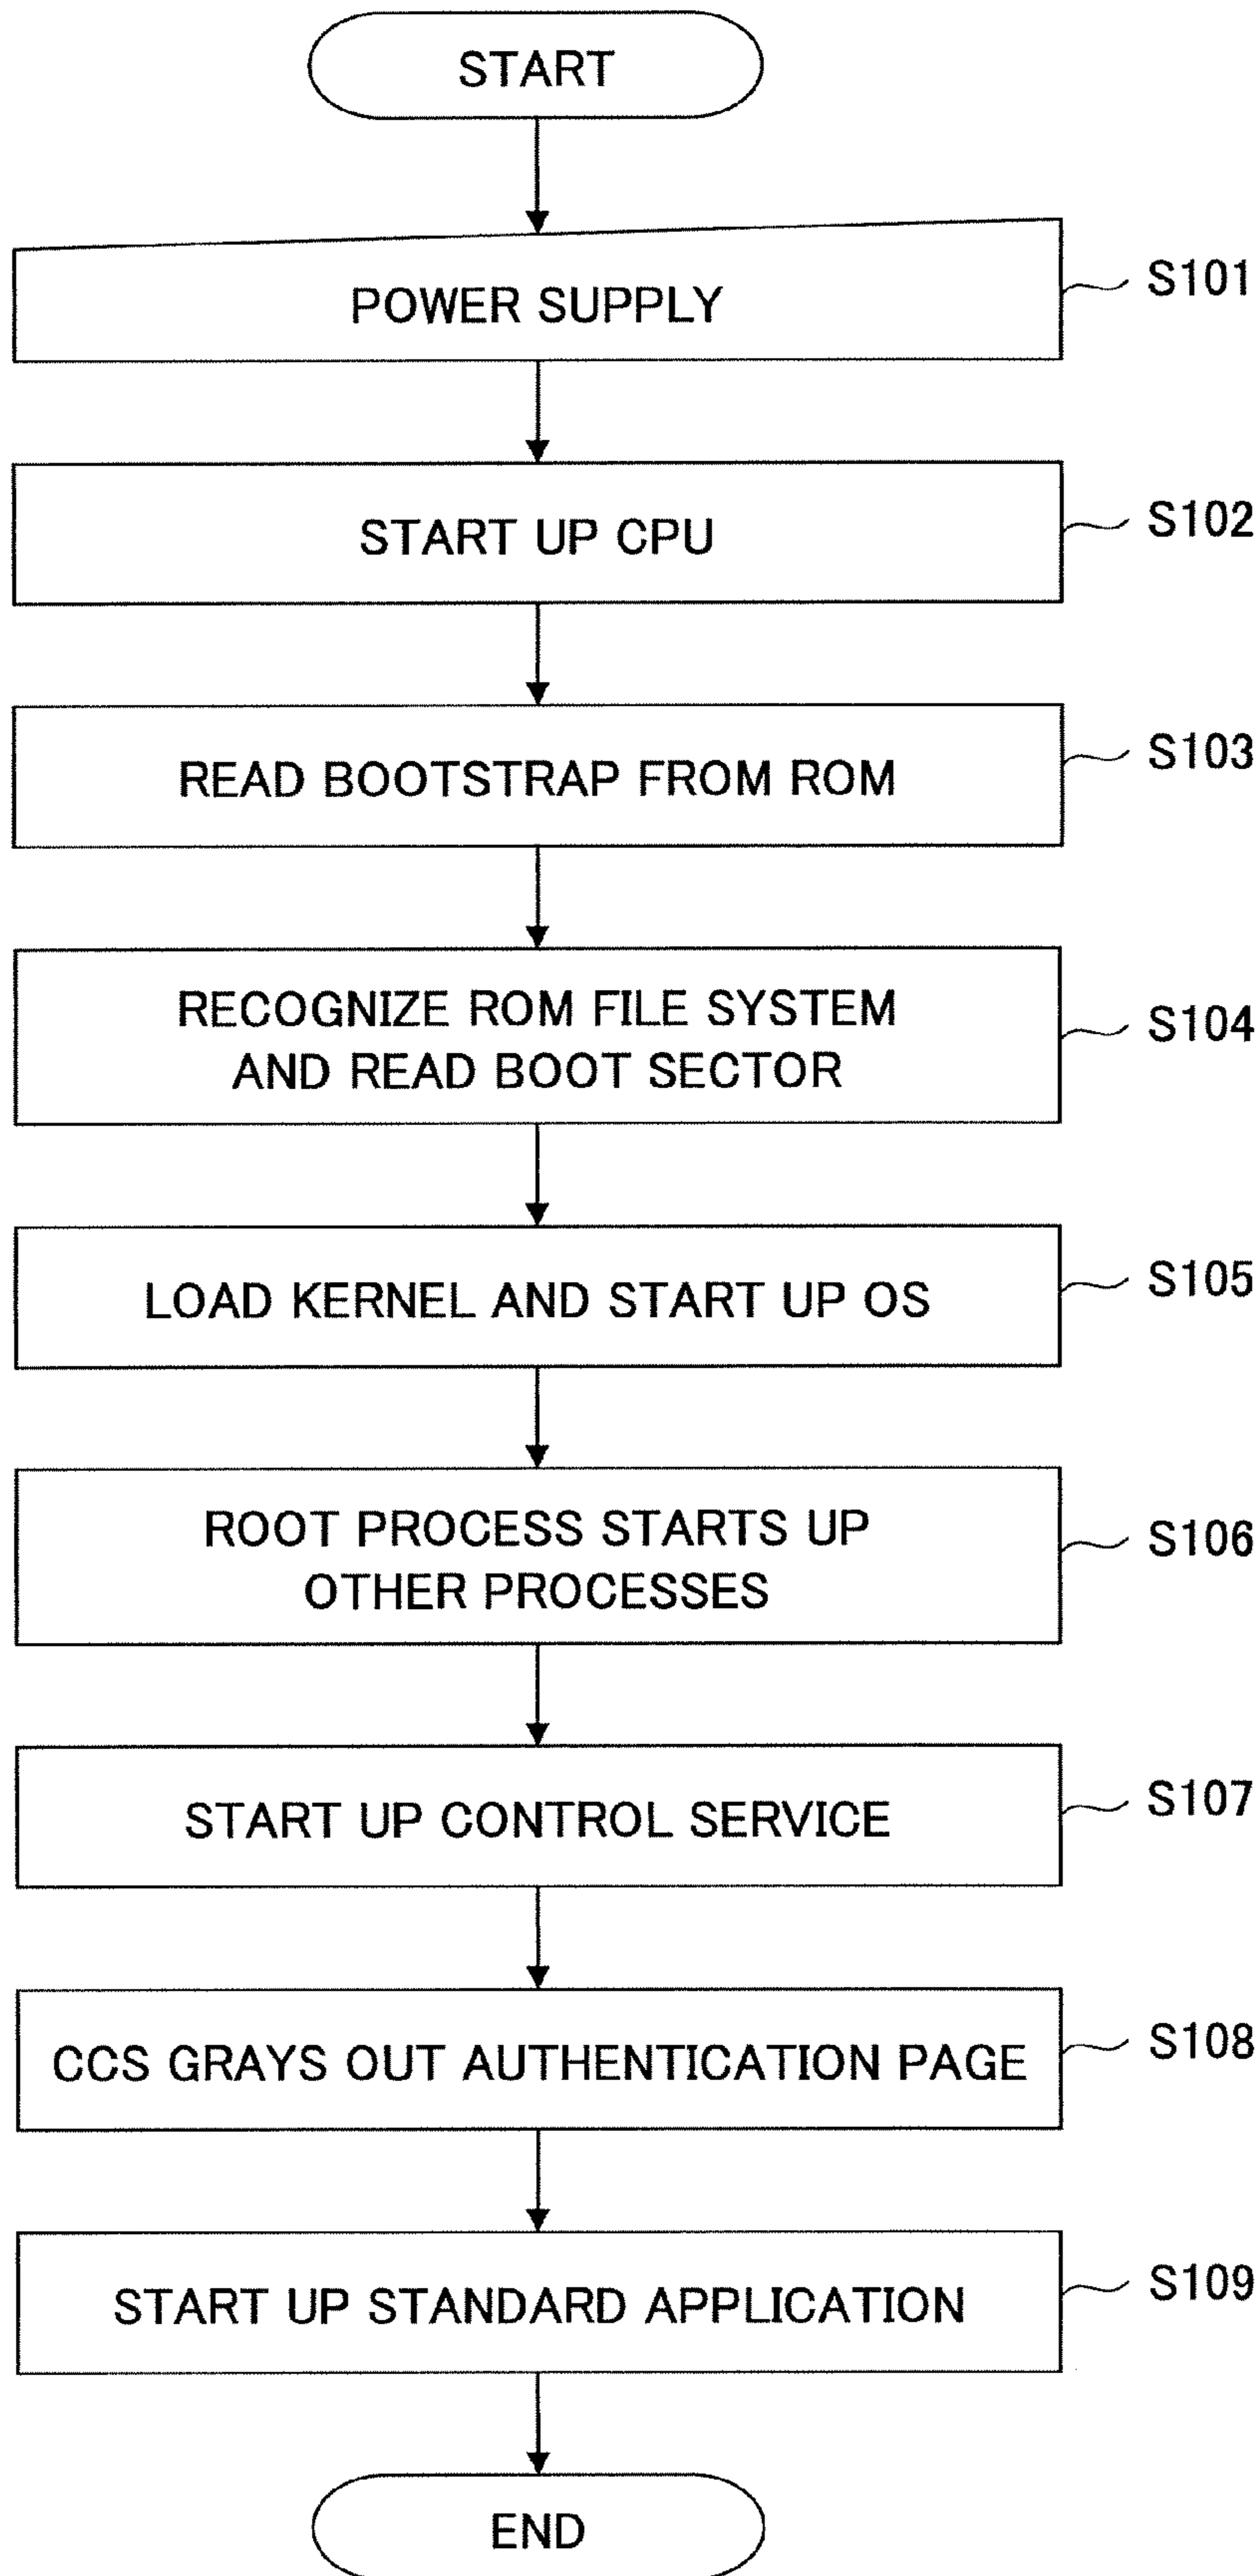 START
POWER SUPPLY
S101
START UP CPU
S102
READ BOOTSTRAP FROM ROM
S103
RECOGNIZE ROM FILE SYSTEM
AND READ BOOT SECTOR
S104
LOAD KERNEL AND START UP OS
S105
ROOT PROCESS STARTS UP
OTHER PROCESSES
S106
START UP CONTROL SERVICE
S107
CCS GRAYS OUT AUTHENTICATION PAGE
S108
START UP STANDARD APPLICATION
S109
END